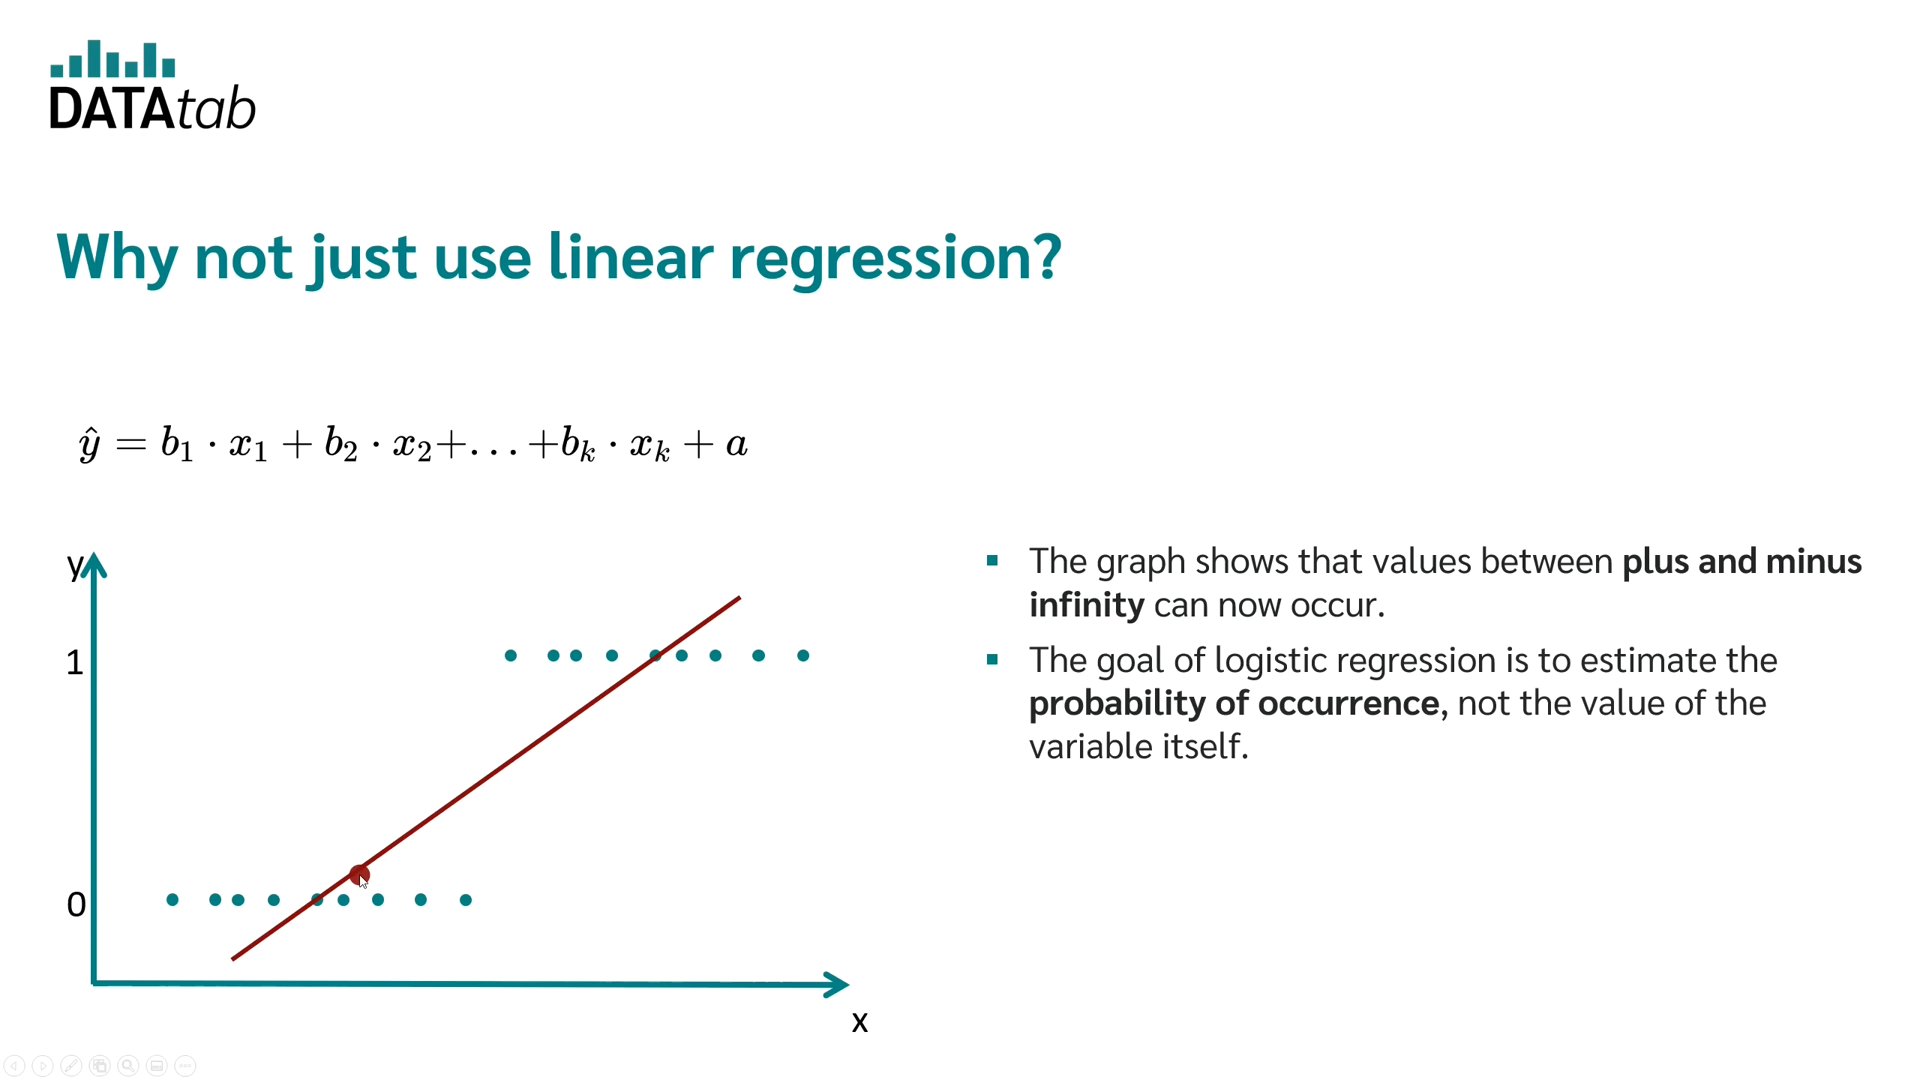 DATAtab
Why not just use linear regression?
ŷ = b₁ · x₁ + b₂ · x₂+. . . +bₖ · xₖ + a
y
1
0
x
▪ The graph shows that values between plus and minus
infinity can now occur.
▪ The goal of logistic regression is to estimate the
probability of occurrence, not the value of the
variable itself.